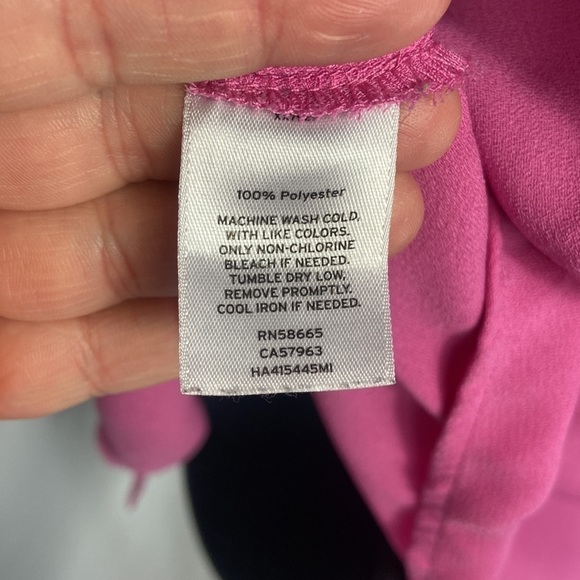 100% Polyester
MACHINE WASH COLD,
WITH LIKE COLORS.
ONLY NON-CHLORINE
BLEACH IF NEEDED.
TUMBLE DRY LOW,
REMOVE PROMPTLY.
COOL IRON IF NEEDED.
RN58665
CA57963
HA415445MI